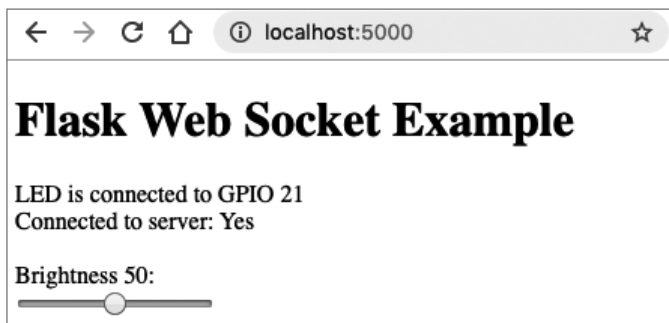 localhost:5000
Flask Web Socket Example
LED is connected to GPIO 21
Connected to server: Yes
Brightness 50: